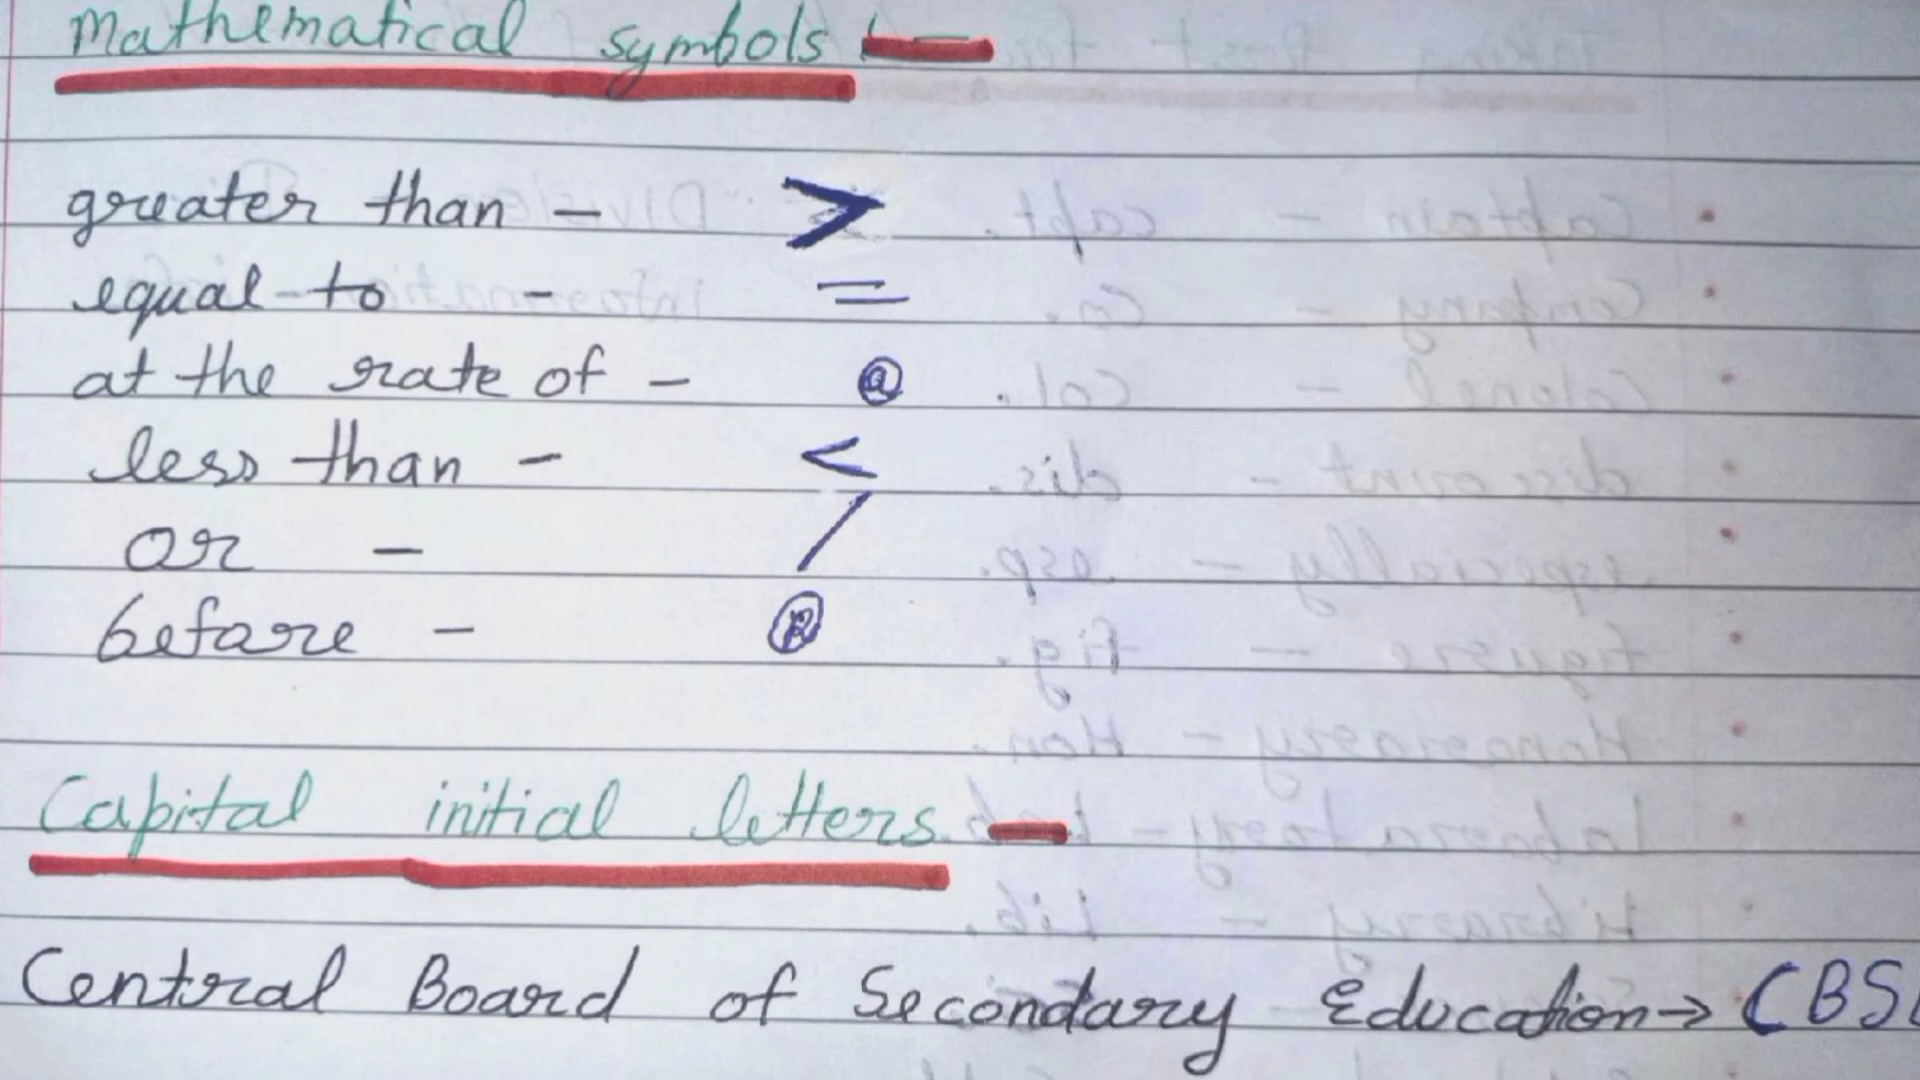 Mathematical symbols :-
greater than - >
equal to - =
at the rate of - @
less than - <
or - /
before -
Capital initial letters -
Central Board of Secondary Education → CBSE